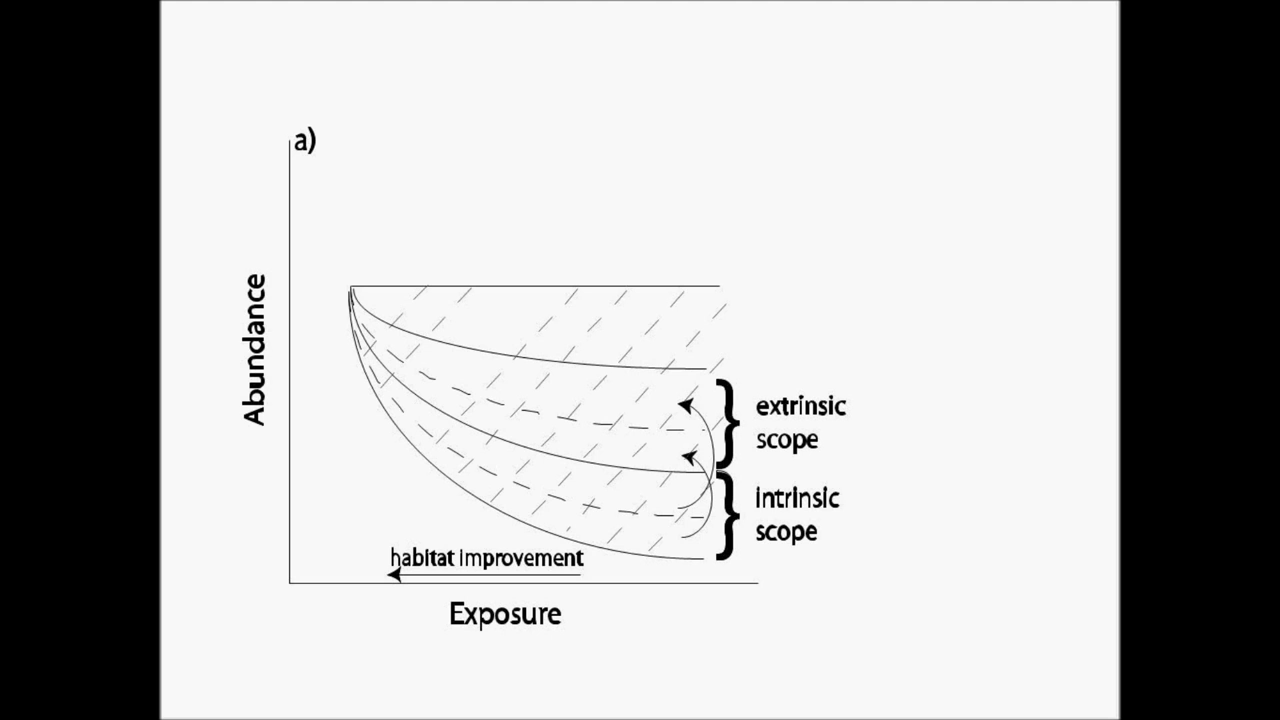 a)
Abundance
extrinsic
scope
intrinsic
scope
habitat improvement
Exposure